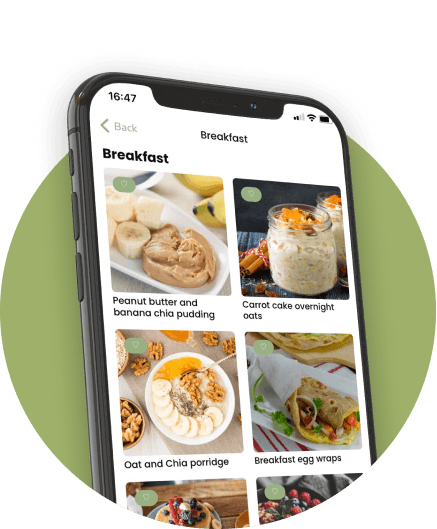 16:47
Back
Breakfast
Breakfast
Peanut butter and
banana chia pudding
Carrot cake overnight
oats
Oat and Chia porridge
Breakfast egg wraps